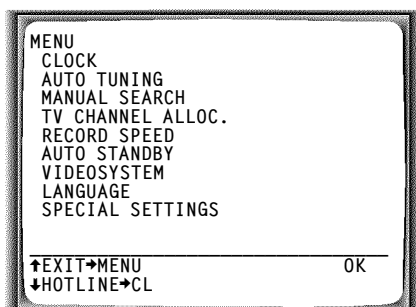 MENU
CLOCK
AUTO TUNING
MANUAL SEARCH
TV CHANNEL ALLOC.
RECORD SPEED
AUTO STANDBY
VIDEOSYSTEM
LANGUAGE
SPECIAL SETTINGS
↑EXIT→MENU OK
↓HOTLINE→CL